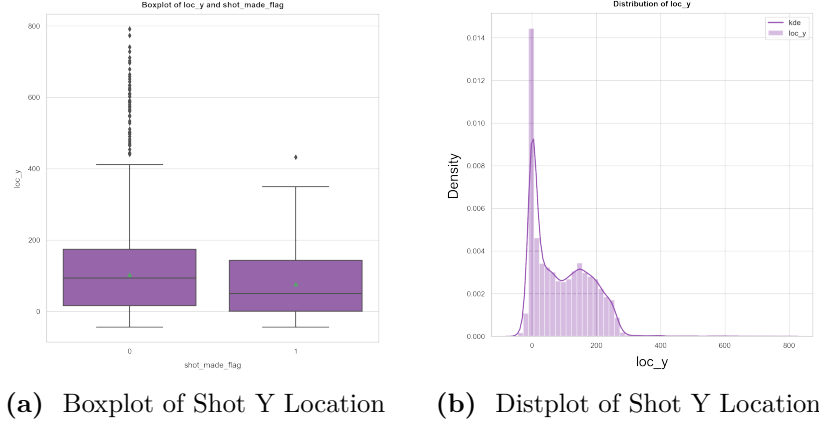 Boxplot of loc_y and shot_made_flag
800
600
400
200
0
loc_y
0
1
shot_made_flag
(a) Boxplot of Shot Y Location
Distribution of loc_y
kde
loc_y
0.014
0.012
0.010
0.008
0.006
0.004
0.002
0.000
Density
0
200
400
600
800
loc_y
(b) Distplot of Shot Y Location